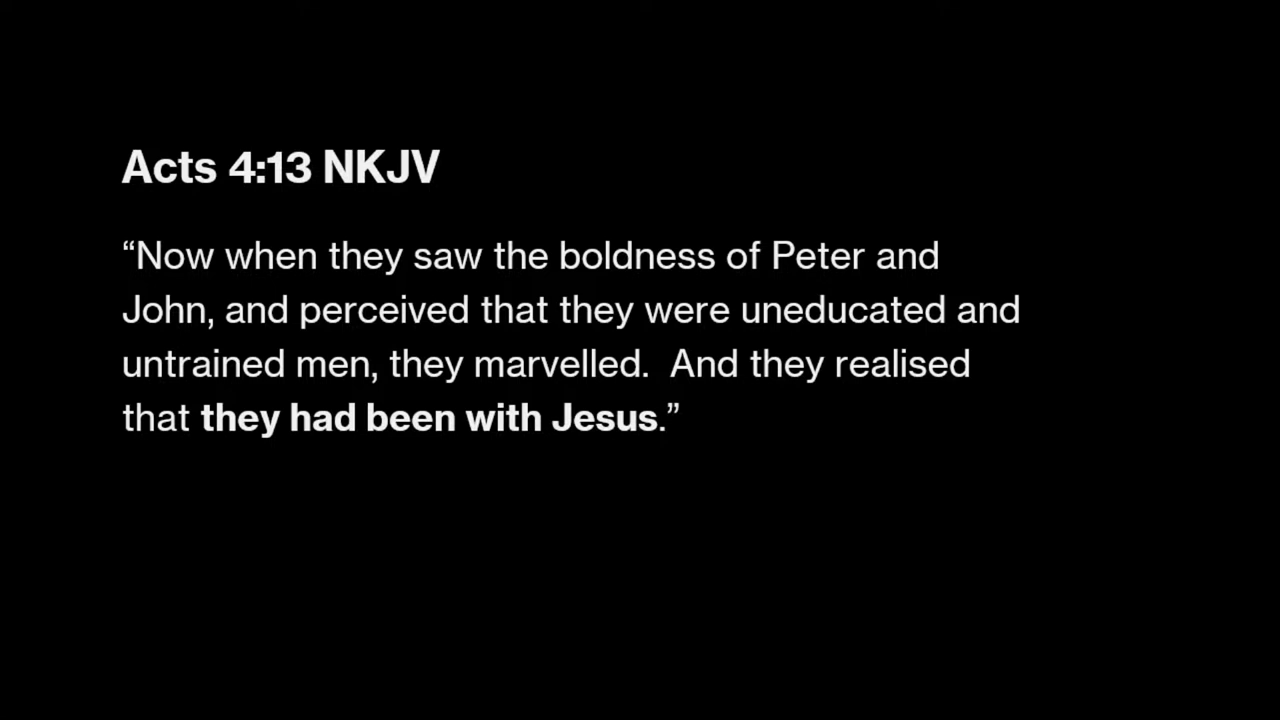 Acts 4:13 NKJV
“Now when they saw the boldness of Peter and
John, and perceived that they were uneducated and
untrained men, they marvelled.  And they realised
that they had been with Jesus.”